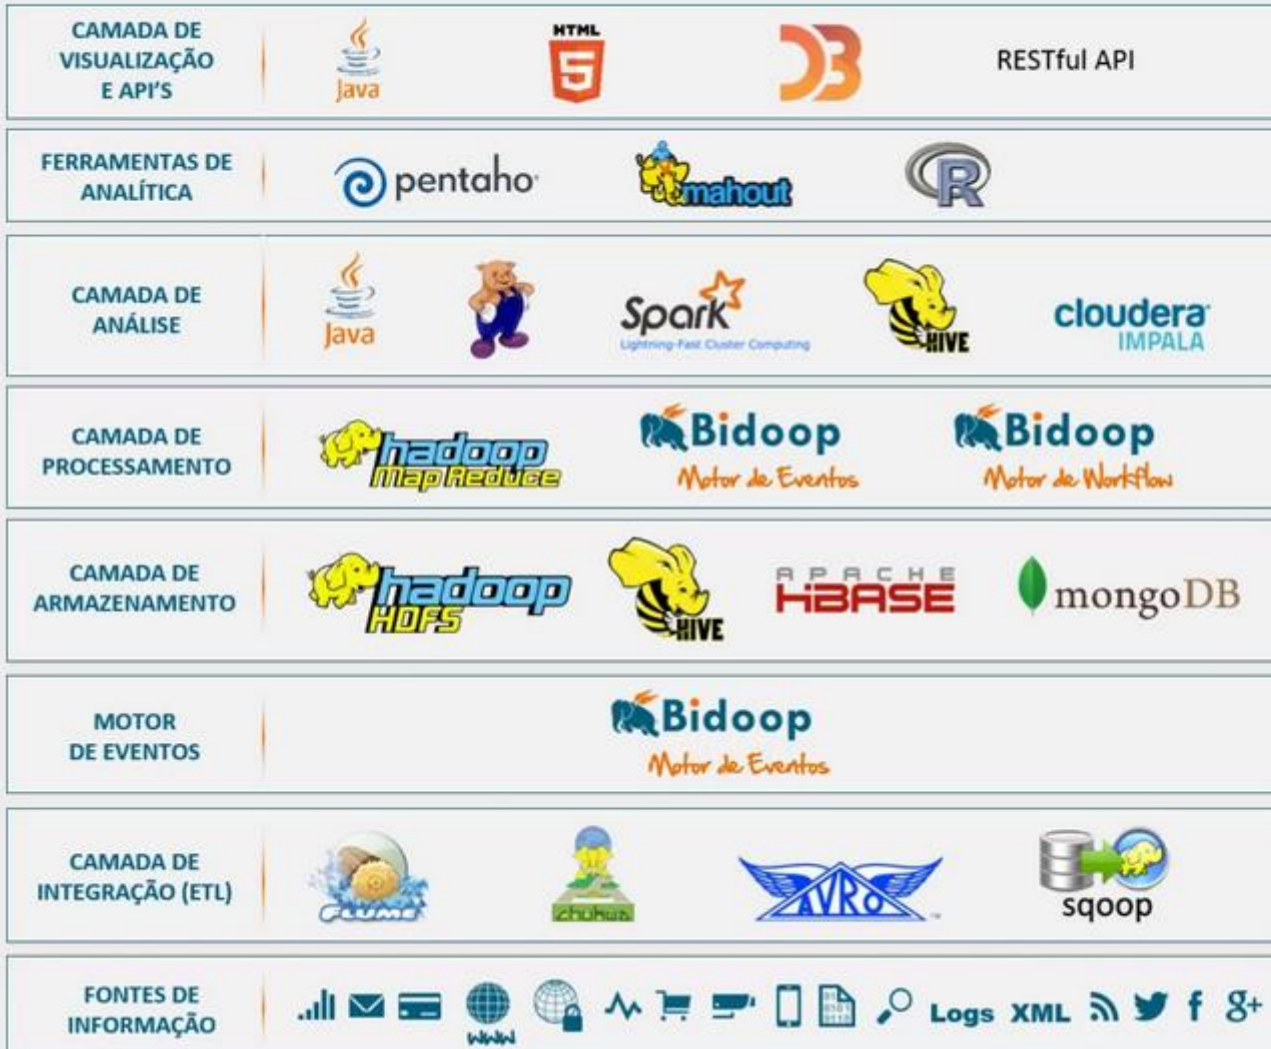 CAMADA DE
VISUALIZAÇÃO
E API'S
Java
HTML
5
D3
RESTful API
FERRAMENTAS DE
ANALÍTICA
pentaho
mahout
R
CAMADA DE
ANÁLISE
Java
Spark
Lightning-Fast Cluster Computing
HIVE
cloudera
IMPALA
CAMADA DE
PROCESSAMENTO
hadoop
Map Reduce
Bidoop
Motor de Eventos
Bidoop
Motor de Workflow
CAMADA DE
ARMAZENAMENTO
hadoop
HDFS
HIVE
APACHE
HBASE
mongoDB
MOTOR
DE EVENTOS
Bidoop
Motor de Eventos
CAMADA DE
INTEGRAÇÃO (ETL)
FLUME
chukwa
AVRO
sqoop
FONTES DE
INFORMAÇÃO
www
Logs XML f g+